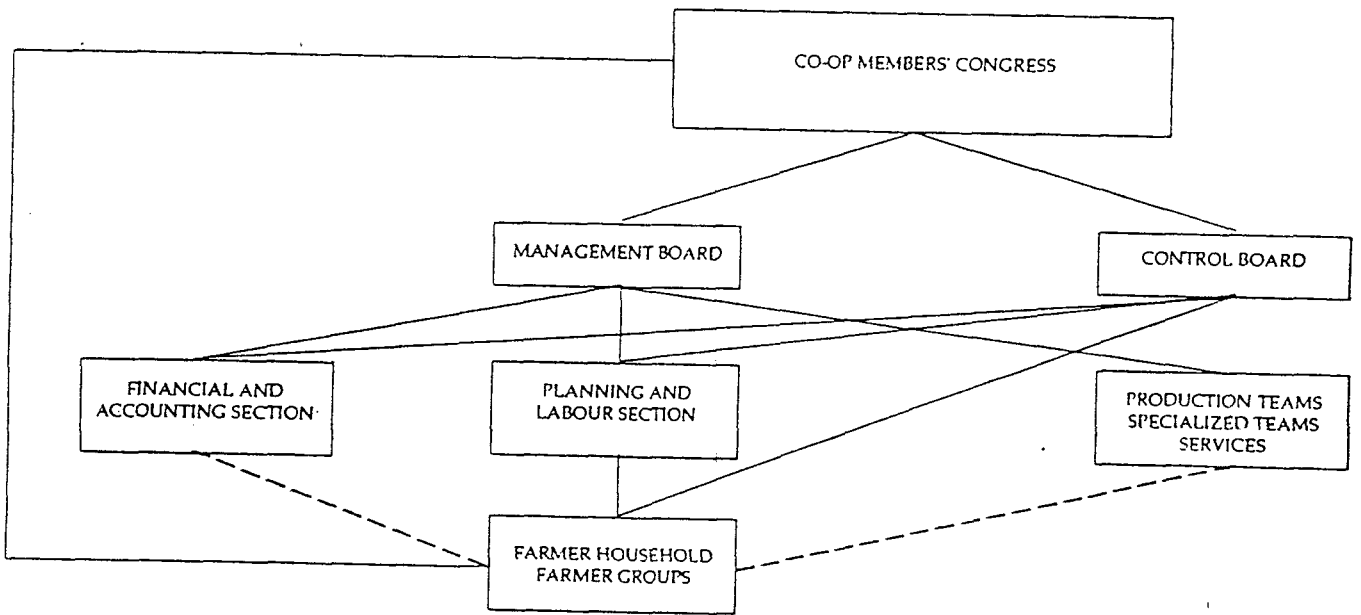 CO-OP MEMBERS' CONGRESS
MANAGEMENT BOARD
CONTROL BOARD
FINANCIAL AND
ACCOUNTING SECTION
PLANNING AND
LABOUR SECTION
PRODUCTION TEAMS
SPECIALIZED TEAMS
SERVICES
FARMER HOUSEHOLD
FARMER GROUPS